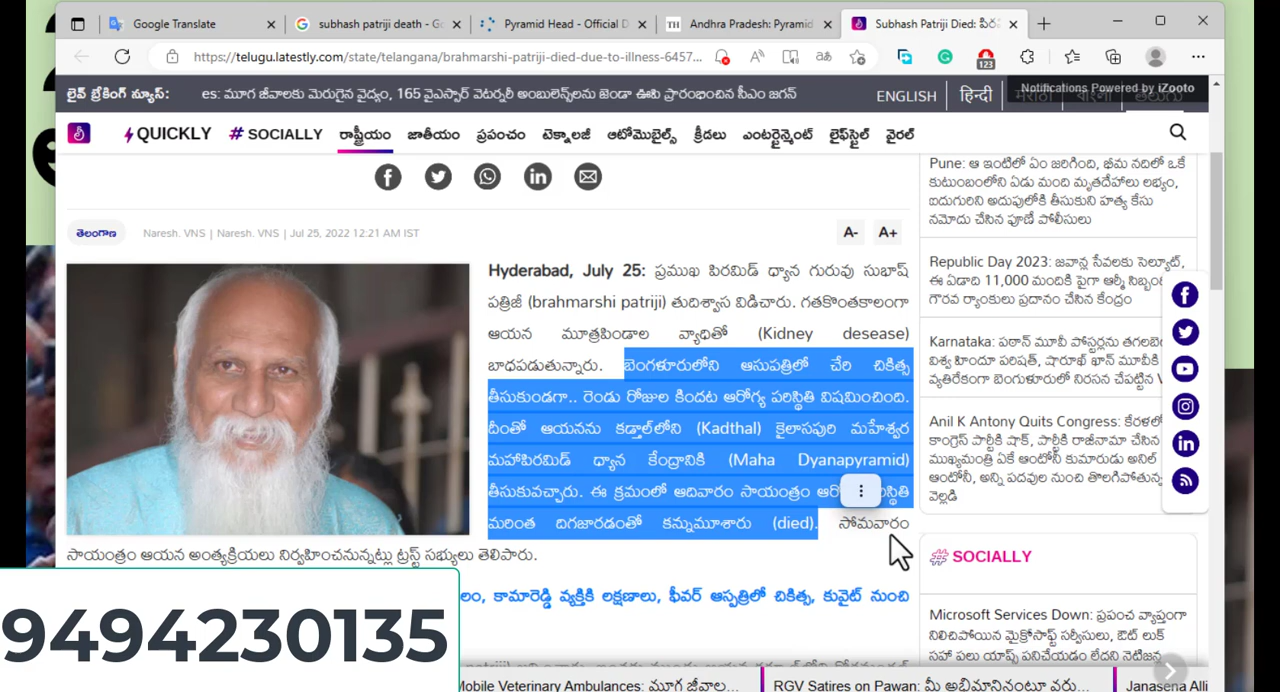 Google Translate
subhash patriji death - Go
Pyramid Head - Official D
TH Andhra Pradesh: Pyramid
Subhash Patriji Died: పిర
https://telugu.latestly.com/state/telangana/brahmarshi-patriji-died-due-to-illness-6457...
123
లైవ్ బ్రేకింగ్ న్యూస్:
es: మూగ జీవాలకు మెరుగైన వైద్యం, 165 వైఎస్సార్ వెటర్నరీ అంబులెన్స్‌లను జెండా ఊపి ప్రారంభించిన సీఎం జగన్
ENGLISH
हिन्दी
Notifications Powered by iZooto
QUICKLY
# SOCIALLY
రాష్ట్రీయం
జాతీయం
ప్రపంచం
టెక్నాలజీ
ఆటోమొబైల్స్
క్రీడలు
ఎంటర్టైన్మెంట్
లైఫ్‌స్టైల్
వైరల్
తెలంగాణ
Naresh. VNS | Naresh. VNS | Jul 25, 2022 12:21 AM IST
A-
A+
Hyderabad, July 25: ప్రముఖ పిరమిడ్ ధ్యాన గురువు సుభాష్
పత్రిజీ (brahmarshi patriji) తుదిశ్వాస విడిచారు. గతకొంతకాలంగా
ఆయన మూత్రపిండాల వ్యాధితో (Kidney desease)
బాధపడుతున్నారు. బెంగళూరులోని ఆసుపత్రిలో చేరి చికిత్స
తీసుకుండగా.. రెండు రోజుల కిందట ఆరోగ్య పరిస్థితి విషమించింది.
దీంతో ఆయనను కడ్తాల్‌లోని (Kadthal) కైలాసపురి మహేశ్వర
మహాపిరమిడ్ ధ్యాన కేంద్రానికి (Maha Dyanapyramid)
తీసుకువచ్చారు. ఈ క్రమంలో ఆదివారం సాయంత్రం
మరింత దిగజారడంతో కన్నుమూశారు (died). సోమవారం
సాయంత్రం ఆయన అంత్యక్రియలు నిర్వహించనున్నట్లు ట్రస్ట్ సభ్యులు తెలిపారు.
లం, కామారెడ్డి వ్యక్తికి లక్షణాలు, ఫీవర్ ఆస్పత్రిలో చికిత్స, కువైట్ నుంచి
Pune: ఆ ఇంటిలో ఏం జరిగింది, భీమ నదిలో ఒకే
కుటుంబంలోని ఏడు మంది మృతదేహాలు లభ్యం,
ఐదుగురిని అదుపులోకి తీసుకుని హత్య కేసు
నమోదు చేసిన పూణే పోలీసులు
Republic Day 2023: జవాన్ల సేవలకు సెల్యూట్,
ఈ ఏడాది 11,000 మందికి పైగా ఆర్మీ సిబ్బంది
గౌరవ ర్యాంకులు ప్రదానం చేసిన కేంద్రం
Karnataka: పఠాన్ మూవీ పోస్టర్లను తగలబె
విశ్వ హిందూ పరిషత్, షారూఖ్ ఖాన్ మూవీకి
వ్యతిరేకంగా బెంగుళూరులో నిరసన చేపట్టిన V
Anil K Antony Quits Congress: కేరళలో
కాంగ్రెస్ పార్టీకి షాక్, పార్టీకి రాజీనామా చేసిన
ముఖ్యమంత్రి ఏకే ఆంటోనీ కుమారుడు అనిల్
ఆంటోనీ, అన్ని పదవుల నుంచి తొలగిపోతున్న
వెల్లడి
# SOCIALLY
Microsoft Services Down: ప్రపంచ వ్యాప్తంగా
నిలిచిపోయిన మైక్రోసాఫ్ట్ సర్వీసులు, ఔట్ లుక్
సహా పలు యాప్స్ పనిచేయడం లేదని నెటిజన్ల
9494230135
Mobile Veterinary Ambulances: మూగ జీవాల...
RGV Satires on Pawan: మీ అభిమానినంటూ వరు...
Janasena Alli